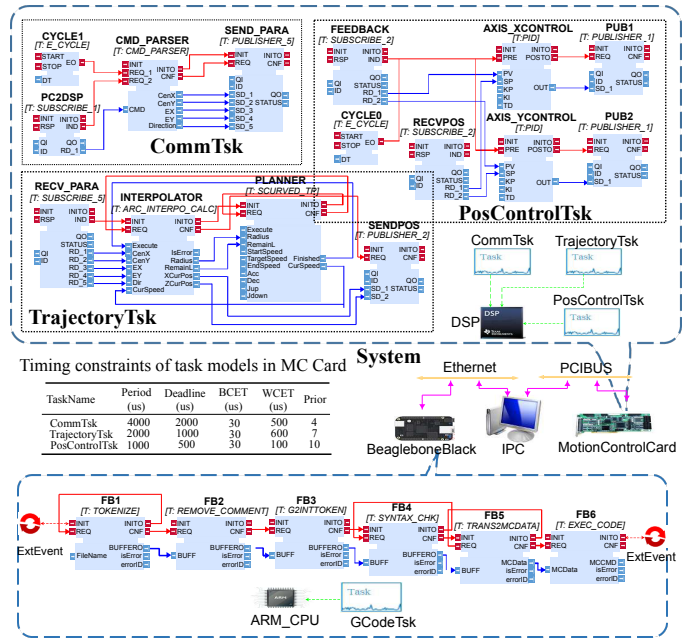 CYCLE1
[T: E_CYCLE]
START
STOP
EO
DT
PC2DSP
[T: SUBSCRIBE_1]
INIT
RSP
INITO
IND
QI
ID
QO
RD_1
CMD_PARSER
[T: CMD_PARSER]
INIT
REQ_1
REQ_2
INITO
CNF
CMD
CenX
CenY
EX
EY
Direction
SEND_PARA
[T: PUBLISHER_5]
INIT
REQ
INITO
CNF
QI
ID
SD_1
SD_2
SD_3
SD_4
SD_5
QO
STATUS
CommTsk
FEEDBACK
[T: SUBSCRIBE_2]
INIT
RSP
INITO
IND
QI
ID
QO
STATUS
RD_1
RD_2
CYCLE0
[T: E_CYCLE]
START
STOP
EO
DT
RECVPOS
[T: SUBSCRIBE_2]
INIT
RSP
INITO
IND
QI
ID
QO
STATUS
RD_1
RD_2
AXIS_XCONTROL
[T:PID]
INIT
PRE
INITO
POSTO
PV
SP
KP
KI
TD
OUT
PUB1
[T: PUBLISHER_1]
INIT
REQ
INITO
CNF
QI
ID
SD_1
QO
STATUS
AXIS_YCONTROL
[T:PID]
INIT
PRE
INITO
POSTO
PV
SP
KP
KI
TD
OUT
PUB2
[T: PUBLISHER_1]
INIT
REQ
INITO
CNF
QI
ID
SD_1
QO
STATUS
PosControlTsk
RECV_PARA
[T: SUBSCRIBE_5]
INIT
RSP
INITO
IND
QI
ID
QO
STATUS
RD_1
RD_2
RD_3
RD_4
RD_5
INTERPOLATOR
[T: ARC_INTERPO_CALC]
INIT
REQ
INITO
CNF
Execute
CenX
CenY
EX
EY
Dir
CurSpeed
IsError
Radius
RemainL
XCurPos
ZCurPos
PLANNER
[T: SCURVED_TP]
INIT
REQ
INITO
CNF
Execute
Radius
RemainL
StartSpeed
TargetSpeed
EndSpeed
Acc
Dec
Jup
Jdown
Finished
CurSpeed
SENDPOS
[T: PUBLISHER_2]
INIT
REQ
INITO
CNF
QI
ID
SD_1
SD_2
QO
STATUS
TrajectoryTsk
CommTsk
Task
TrajectoryTsk
Task
PosControlTsk
Task
DSP
System
Timing constraints of task models in MC Card
TaskName Period (us) Deadline (us) BCET (us) WCET (us) Prior
CommTsk 4000 2000 30 500 4
TrajectoryTsk 2000 1000 30 600 7
PosControlTsk 1000 500 30 100 10
Ethernet
PCIBUS
BeagleboneBlack
IPC
MotionControlCard
FB1
[T: TOKENIZE]
INIT
REQ
INITO
CNF
FileName
BUFFERO
isError
errorID
FB2
[T: REMOVE_COMMENT]
INIT
REQ
INITO
CNF
BUFF
BUFFERO
isError
errorID
FB3
[T: G2INTTOKEN]
INIT
REQ
INITO
CNF
BUFF
BUFFERO
isError
errorID
FB4
[T: SYNTAX_CHK]
INIT
REQ
INITO
CNF
BUFF
BUFFERO
isError
errorID
FB5
[T: TRANS2MCDATA]
INIT
REQ
INITO
CNF
BUFF
MCData
isError
errorID
FB6
[T: EXEC_CODE]
INIT
REQ
INITO
CNF
MCData
MCCMD
isError
errorID
ExtEvent
ExtEvent
ARM_CPU
Task
GCodeTsk